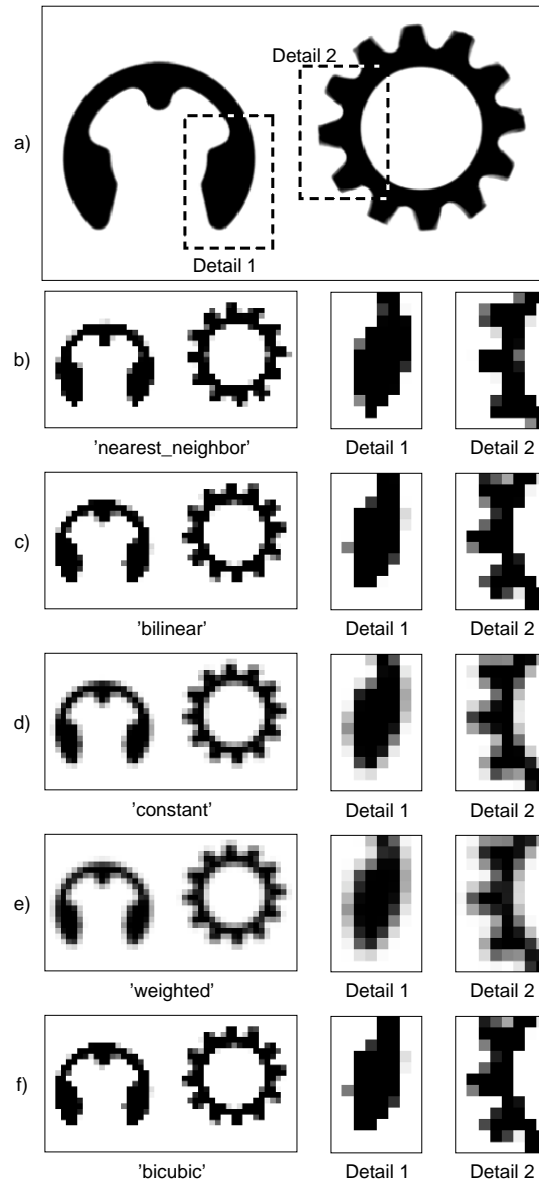 Detail 2
a)
Detail 1
b)
’nearest_neighbor’ Detail 1 Detail 2
c)
’bilinear’ Detail 1 Detail 2
d)
’constant’ Detail 1 Detail 2
e)
’weighted’ Detail 1 Detail 2
f)
’bicubic’ Detail 1 Detail 2